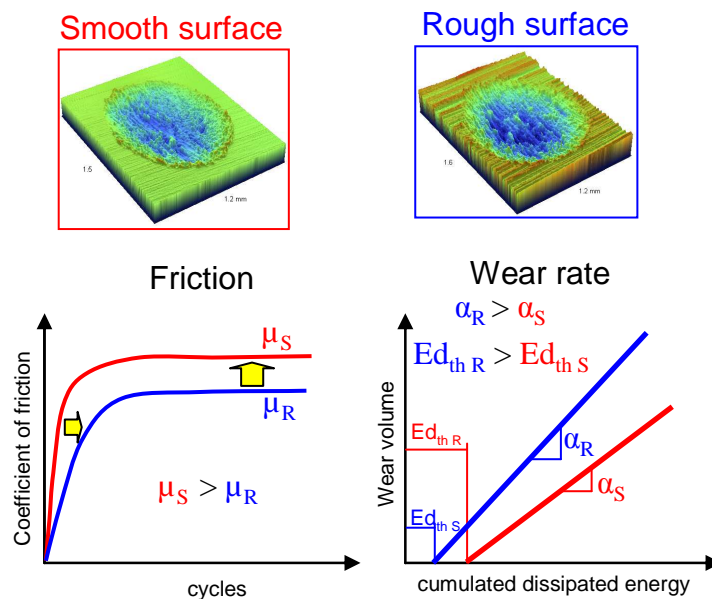 Smooth surface
Rough surface
1.5
1.2 mm
1.6
1.2 mm
Friction
Wear rate
Coefficient of friction
μS
μR
μS > μR
cycles
αR > αS
Edth R > Edth S
Wear volume
Edth R
Edth S
αR
αS
cumulated dissipated energy